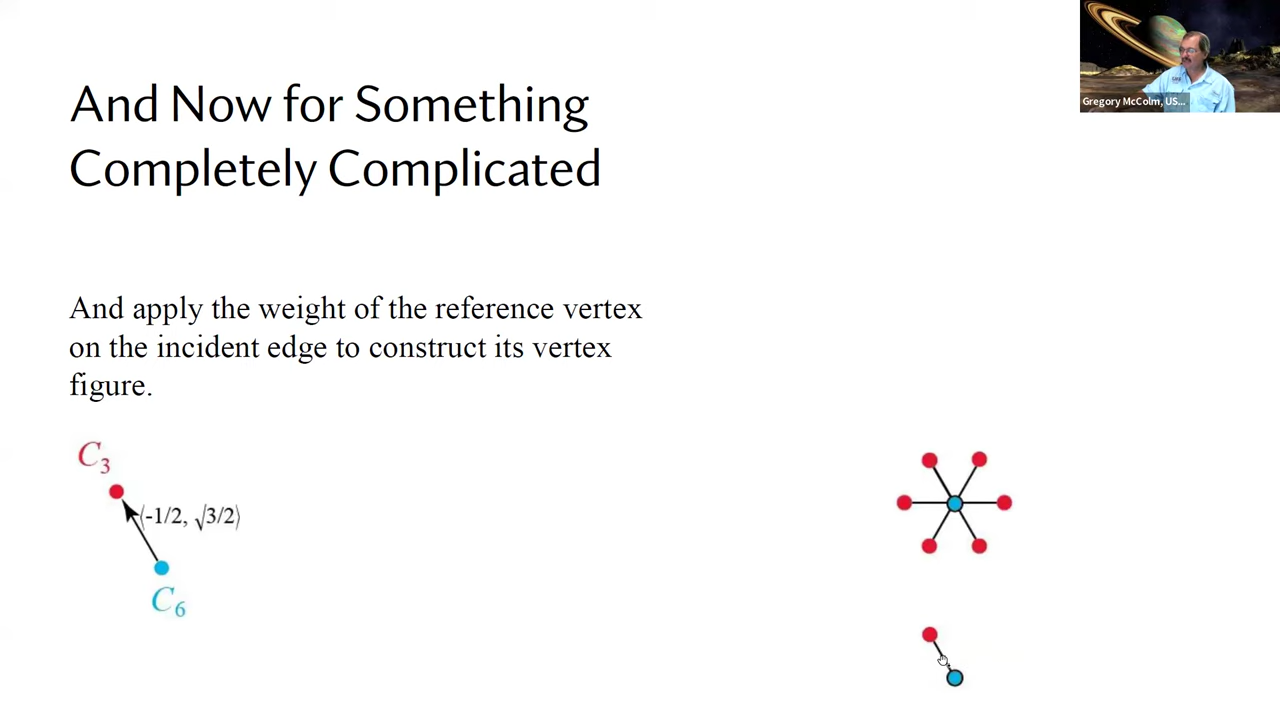 And Now for Something
Completely Complicated
Gregory McColm, US...
And apply the weight of the reference vertex
on the incident edge to construct its vertex
figure.
C₃
⟨-1/2, √3/2⟩
C₆